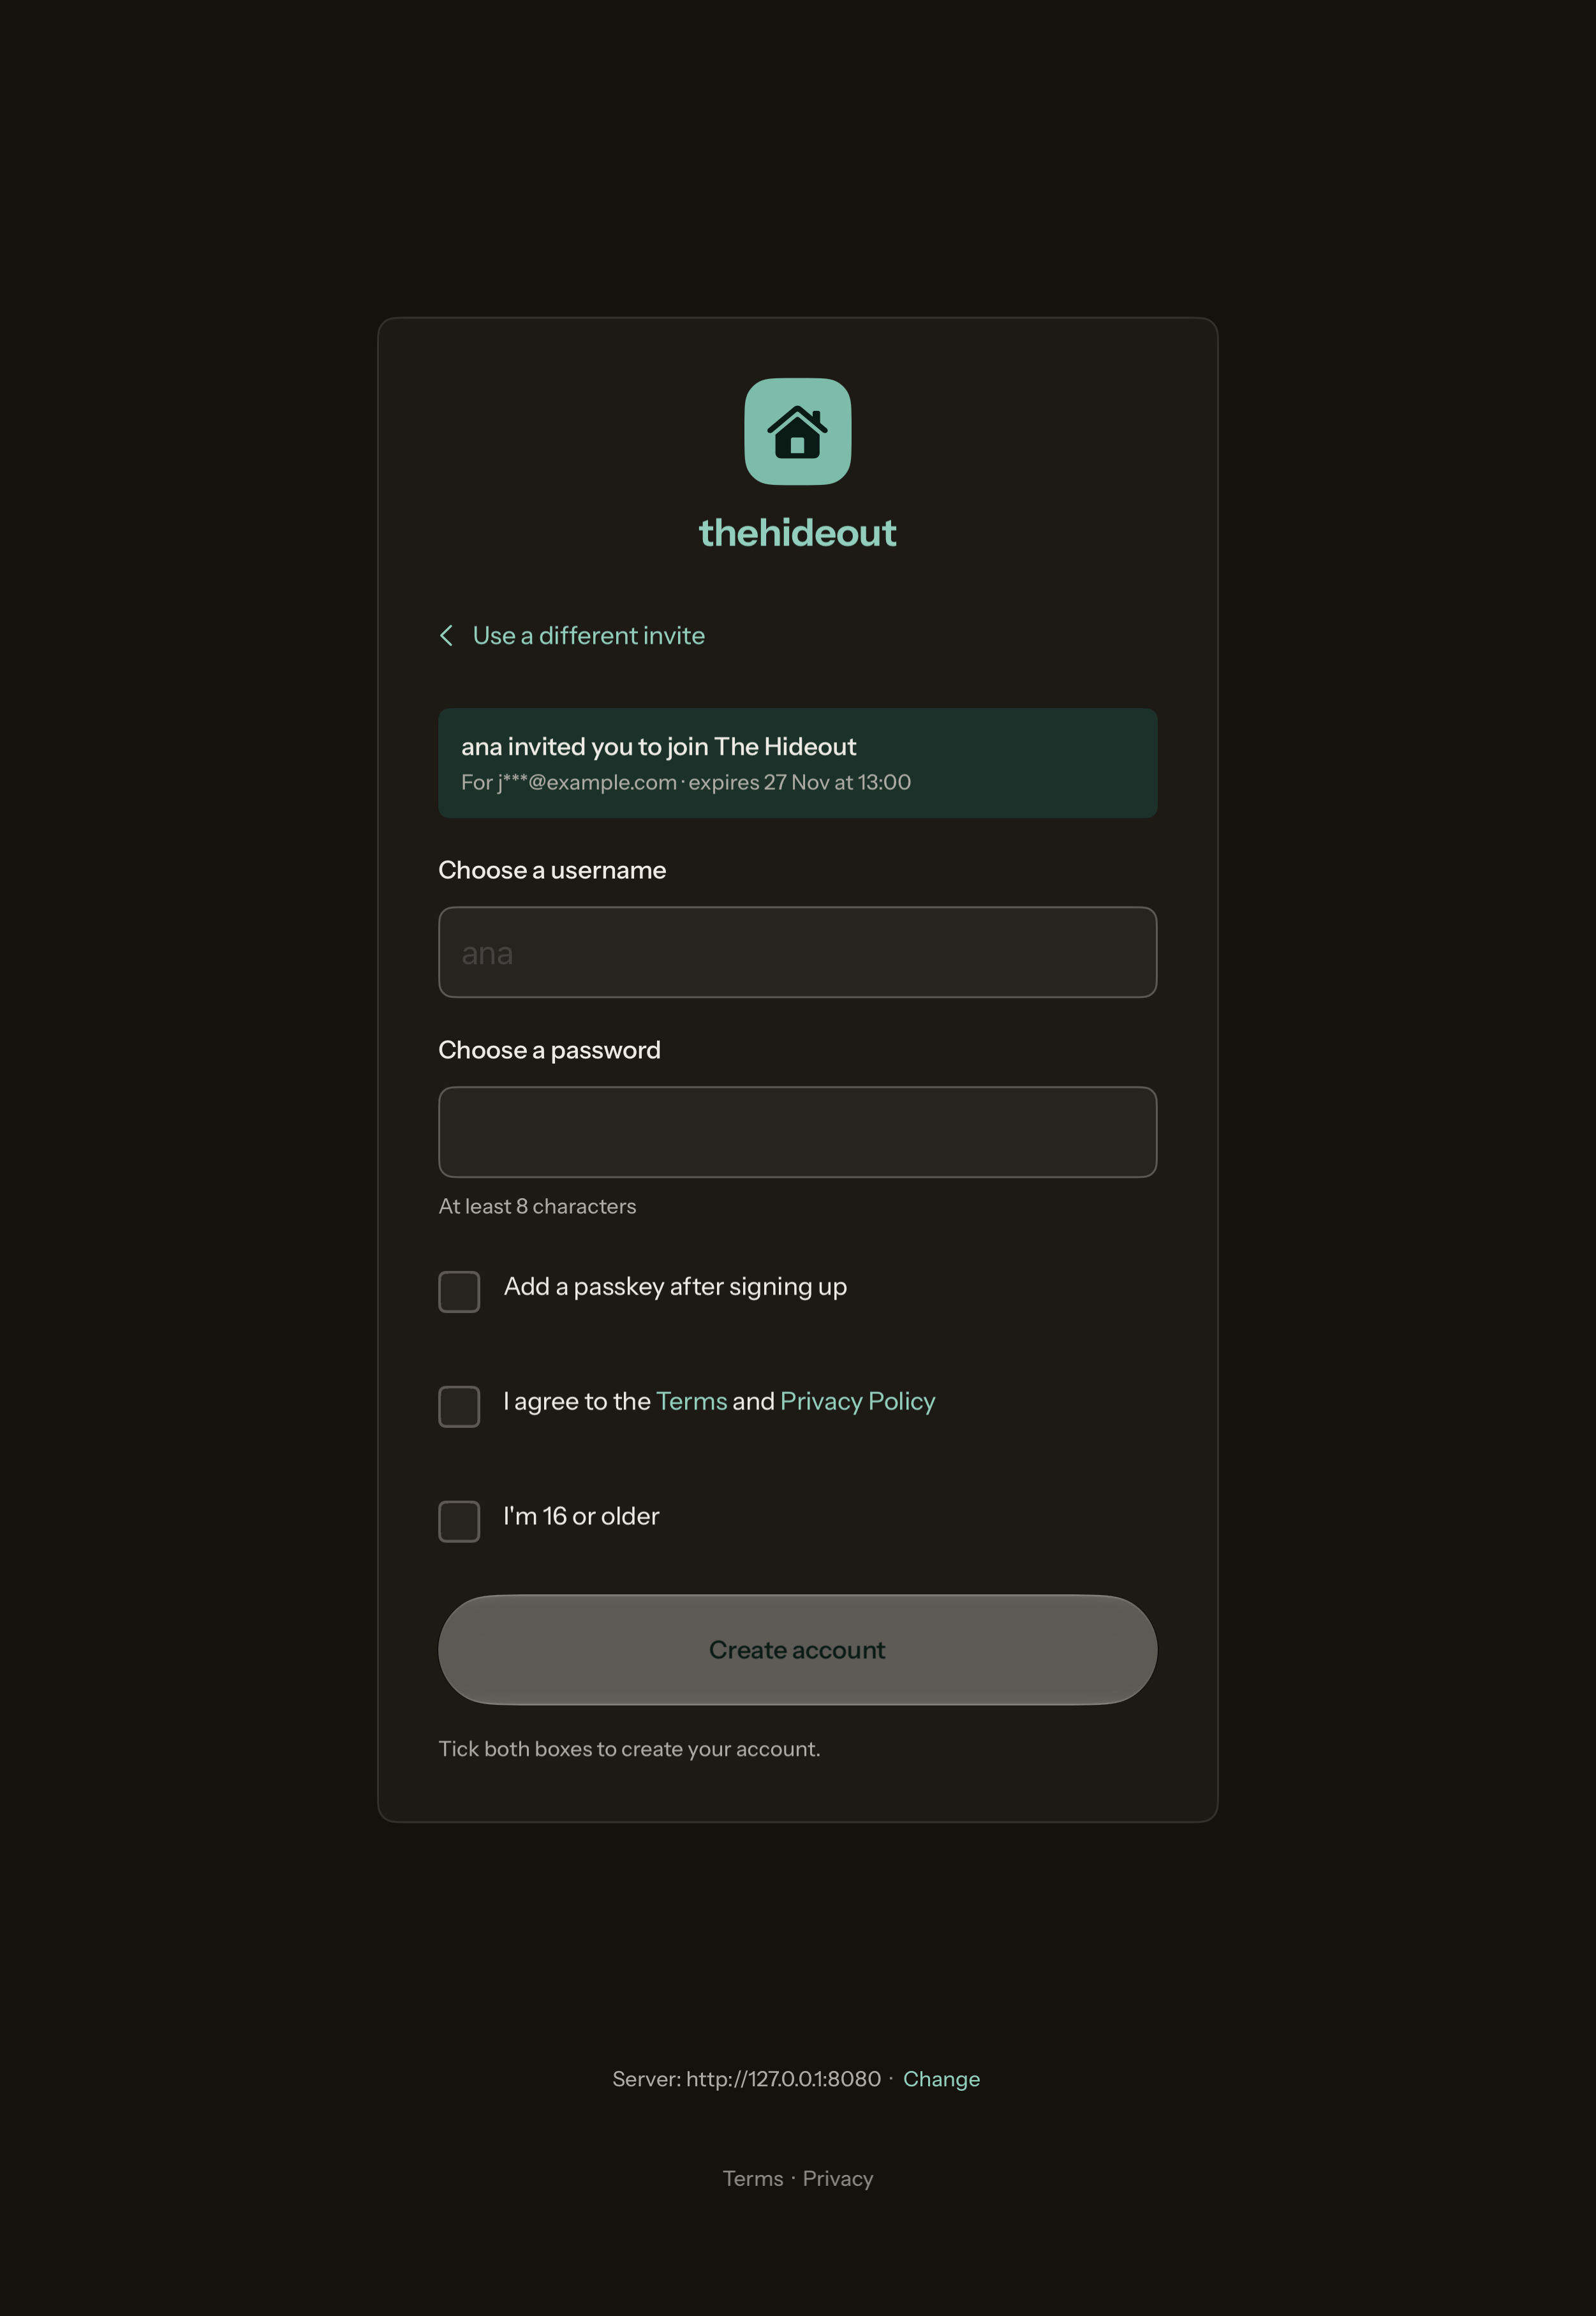 thehideout
Use a different invite
ana invited you to join The Hideout
For j***@example.com · expires 27 Nov at 13:00
Choose a username
ana
Choose a password
At least 8 characters
Add a passkey after signing up
I agree to the Terms and Privacy Policy
I'm 16 or older
Create account
Tick both boxes to create your account.
Server: http://127.0.0.1:8080 · Change
Terms · Privacy